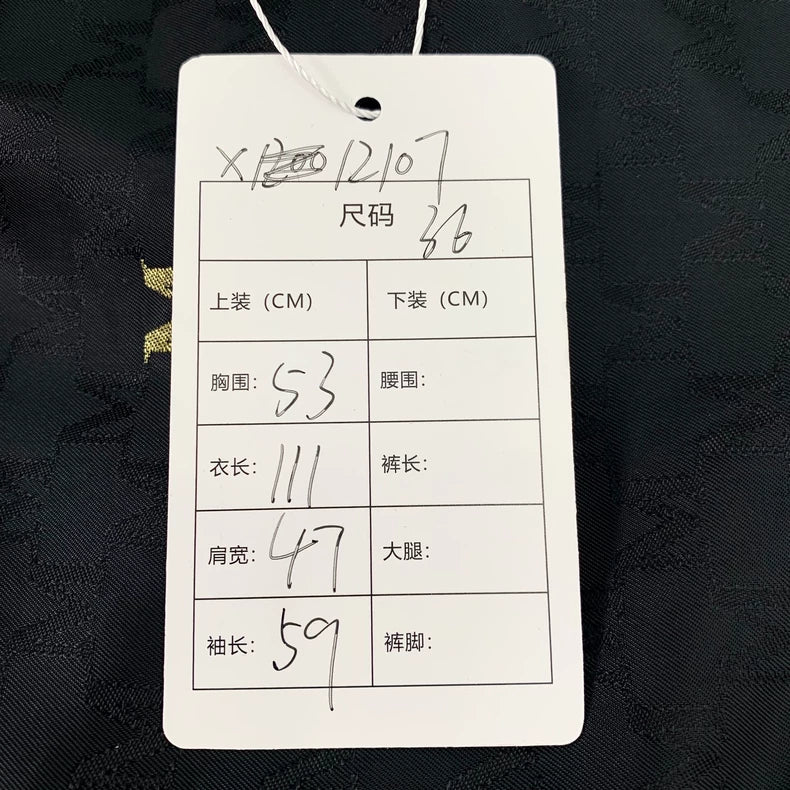 X12107
尺码 36
上装（CM） 下装（CM）
胸围: 53 腰围:
衣长: 111 裤长:
肩宽: 47 大腿:
袖长: 59 裤脚: